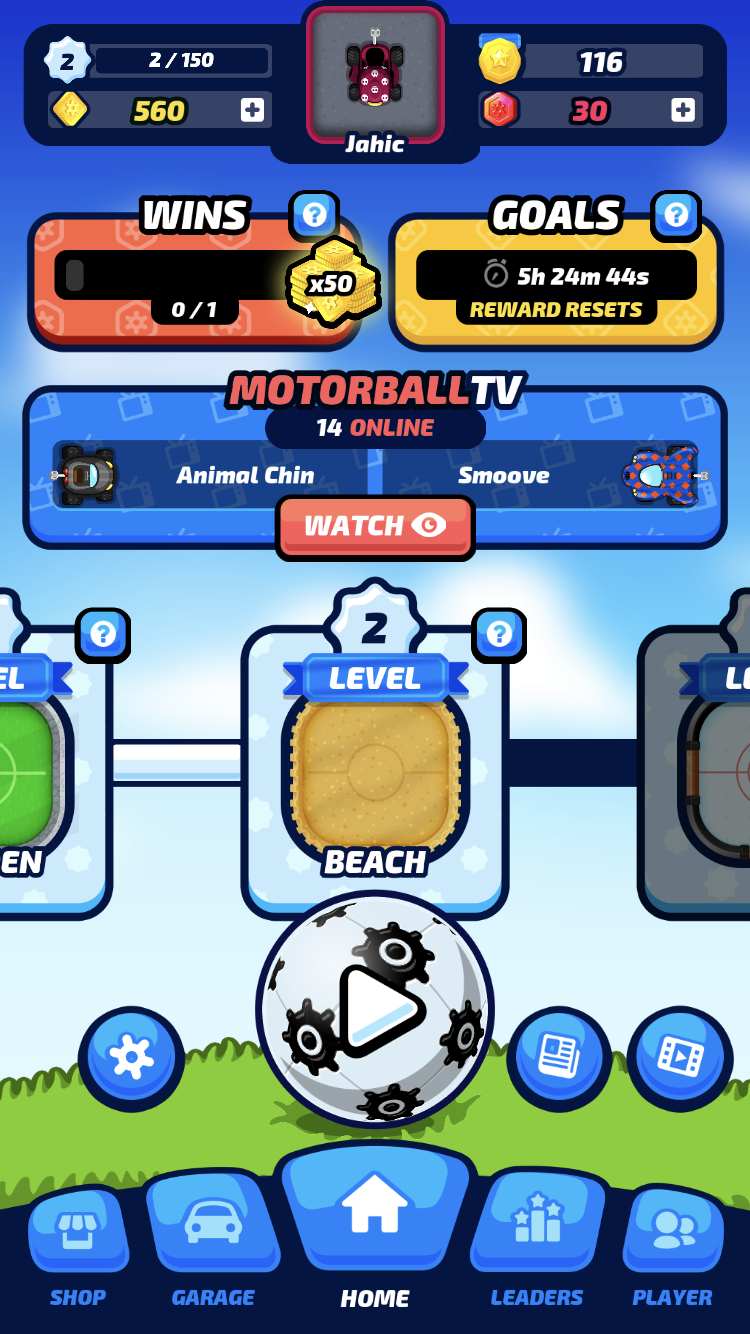 2
2 / 150
560
Jahic
116
30
WINS
x50
0 / 1
GOALS
5h 24m 44s
REWARD RESETS
MOTORBALLTV
14 ONLINE
Animal Chin
Smoove
WATCH
2
EL
LEVEL
LE
EN
BEACH
SHOP
GARAGE
HOME
LEADERS
PLAYER